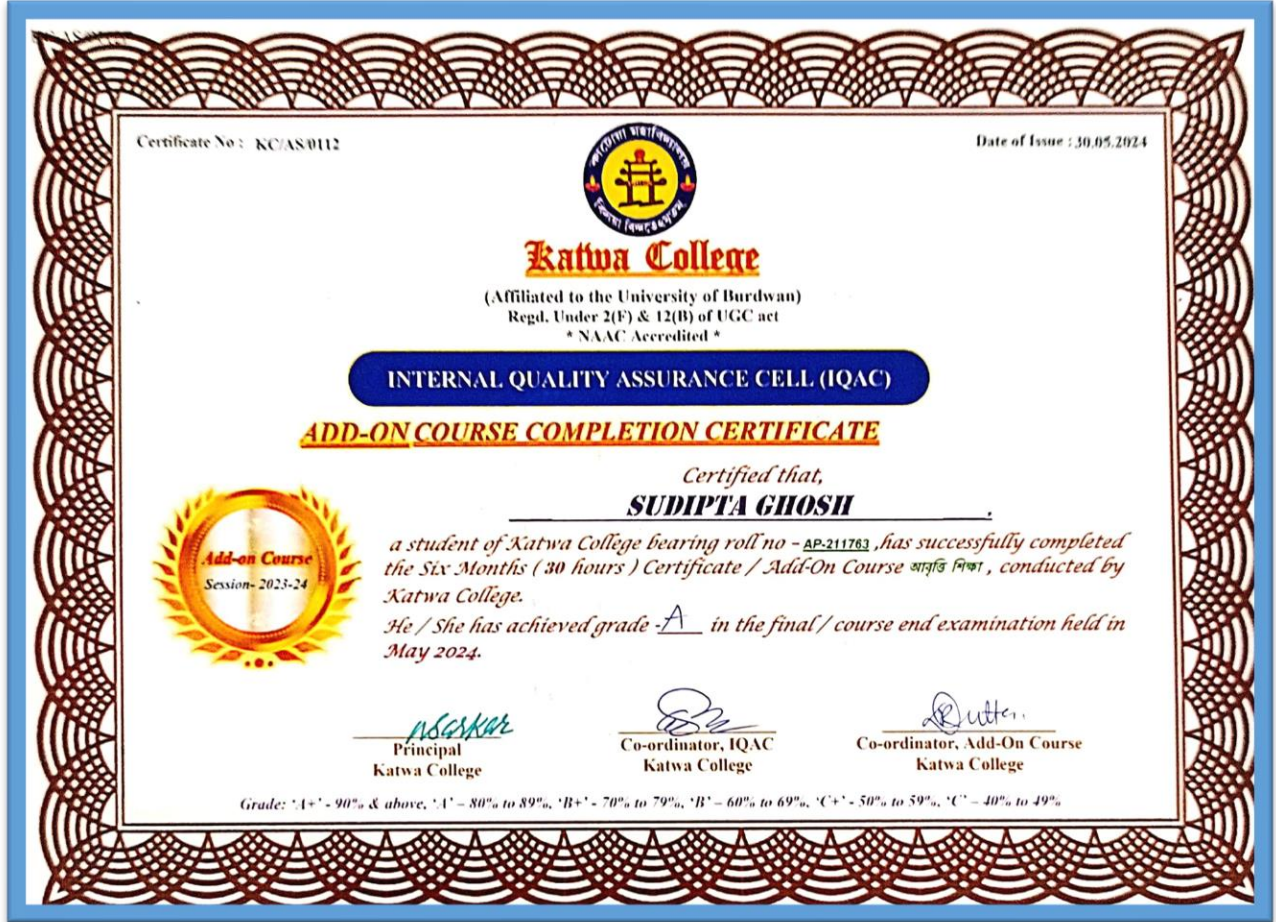 Certificate No : KC/AS/0112
Date of Issue : 30.05.2024
কাটোয়া মহাবিদ্যালয়
Katwa College
(Affiliated to the University of Burdwan)
Regd. Under 2(F) & 12(B) of UGC act
* NAAC Accredited *
INTERNAL QUALITY ASSURANCE CELL (IQAC)
ADD-ON COURSE COMPLETION CERTIFICATE
Certified that,
SUDIPTA GHOSH .
Add-on Course
Session- 2023-24
a student of Katwa College bearing roll no – AP-211763 ,has successfully completed
the Six Months ( 30 hours ) Certificate / Add-On Course আবৃত্তি শিক্ষা , conducted by
Katwa College.
He / She has achieved grade -A in the final / course end examination held in
May 2024.
NSarkar
Principal
Katwa College
Co-ordinator, IQAC
Katwa College
Dutta
Co-ordinator, Add-On Course
Katwa College
Grade: 'A+' - 90% & above, 'A' – 80% to 89%, 'B+' - 70% to 79%, 'B' – 60% to 69%, 'C+' - 50% to 59%, 'C' – 40% to 49%